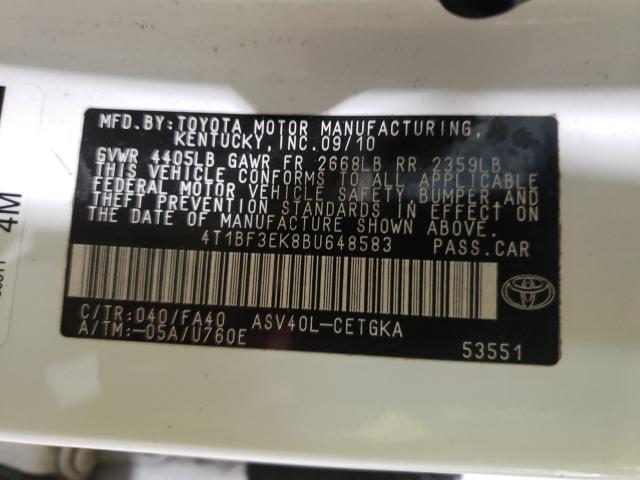 MFD.BY:TOYOTA MOTOR MANUFACTURING,
KENTUCKY,INC.09/10
GVWR 4405LB GAWR FR 2668LB RR 2359LB
THIS VEHICLE CONFORMS TO ALL APPLICABLE
FEDERAL MOTOR VEHICLE SAFETY,BUMPER,AND
THEFT PREVENTION STANDARDS IN EFFECT ON
THE DATE OF MANUFACTURE SHOWN ABOVE.
4T1BF3EK8BU648583 PASS.CAR
C/TR:040/FA40 ASV40L-CETGKA
A/TM:-05A/U760E
53551
4M